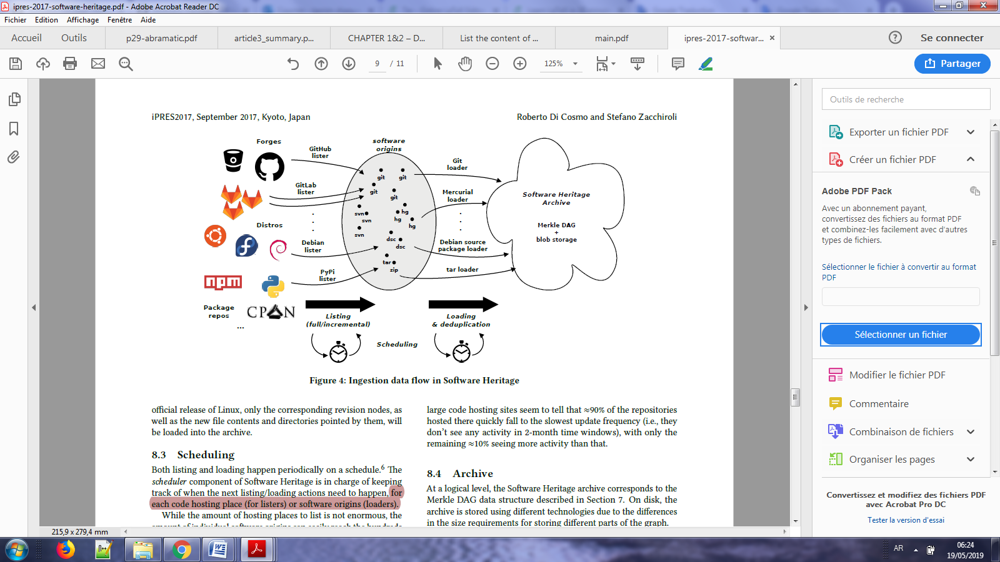 ipres-2017-software-heritage.pdf - Adobe Acrobat Reader DC
Fichier Edition Affichage Fenêtre Aide
Accueil Outils p29-abramatic.pdf article3_summary.p... CHAPTER 1&2 – D... List the content of ... main.pdf ipres-2017-softwar... Se connecter
9 / 11 125% Partager
iPRES2017, September 2017, Kyoto, Japan
Roberto Di Cosmo and Stefano Zacchiroli
Forges
GitHub
lister
GitLab
lister
Distros
Debian
lister
PyPi
lister
npm
Package
repos
CPAN
...
software
origins
git git
git
git
svn
svn
svn
hg
hg
hg
dsc
dsc
tar
zip
Git
loader
Mercurial
loader
Debian source
package loader
tar loader
Software Heritage
Archive
Merkle DAG
+
blob storage
Listing
(full/incremental)
Loading
& deduplication
Scheduling
Figure 4: Ingestion data flow in Software Heritage
official release of Linux, only the corresponding revision nodes, as
well as the new file contents and directories pointed by them, will
be loaded into the archive.
8.3 Scheduling
Both listing and loading happen periodically on a schedule.6 The
scheduler component of Software Heritage is in charge of keeping
track of when the next listing/loading actions need to happen, for
each code hosting place (for listers) or software origins (loaders).
While the amount of hosting places to list is not enormous, the
amount of individual software origins can easily reach the hundreds
large code hosting sites seem to tell that ≈90% of the repositories
hosted there quickly fall to the slowest update frequency (i.e., they
don't see any activity in 2-month time windows), with only the
remaining ≈10% seeing more activity than that.
8.4 Archive
At a logical level, the Software Heritage archive corresponds to the
Merkle DAG data structure described in Section 7. On disk, the
archive is stored using different technologies due to the differences
in the size requirements for storing different parts of the graph.
215,9 x 279,4 mm
Outils de recherche
Exporter un fichier PDF
Créer un fichier PDF
Adobe PDF Pack
Avec un abonnement payant,
convertissez des fichiers au format PDF
et combinez-les facilement avec d'autres
types de fichiers.
Sélectionner le fichier à convertir au format
PDF
Sélectionner un fichier
Modifier le fichier PDF
Commentaire
Combinaison de fichiers
Organiser les pages
Convertissez et modifiez des fichiers PDF
avec Acrobat Pro DC
Tester la version d'essai
AR
06:24
19/05/2019